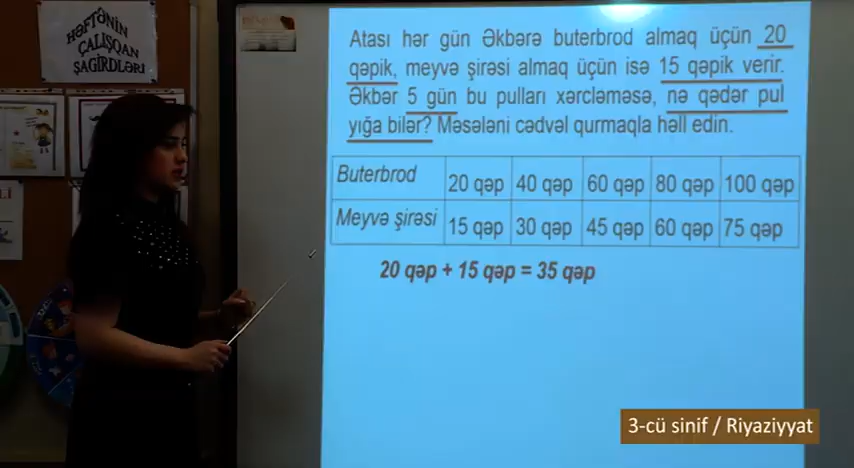 HƏFTƏNİN
ÇALIŞQAN
ŞAGİRDLƏRİ
Atası hər gün Əkbərə buterbrod almaq üçün 20
qəpik, meyvə şirəsi almaq üçün isə 15 qəpik verir.
Əkbər 5 gün bu pulları xərcləməsə, nə qədər pul
yığa bilər? Məsələni cədvəl qurmaqla həll edin.
Buterbrod 20 qəp 40 qəp 60 qəp 80 qəp 100 qəp
Meyvə şirəsi 15 qəp 30 qəp 45 qəp 60 qəp 75 qəp
20 qəp + 15 qəp = 35 qəp
3-cü sinif / Riyaziyyat